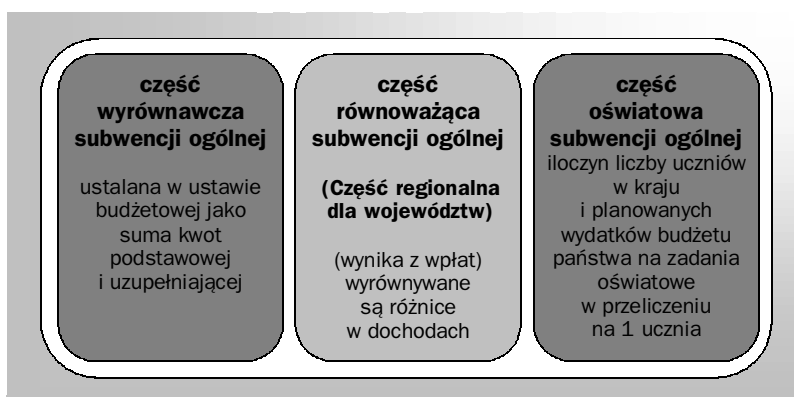 część
wyrównawcza
subwencji ogólnej
ustalana w ustawie
budżetowej jako
suma kwot
podstawowej
i uzupełniającej
część
równoważąca
subwencji ogólnej
(Część regionalna
dla województw)
(wynika z wpłat)
wyrównywane
są różnice
w dochodach
część
oświatowa
subwencji ogólnej
iloczyn liczby uczniów
w kraju
i planowanych
wydatków budżetu
państwa na zadania
oświatowe
w przeliczeniu
na 1 ucznia